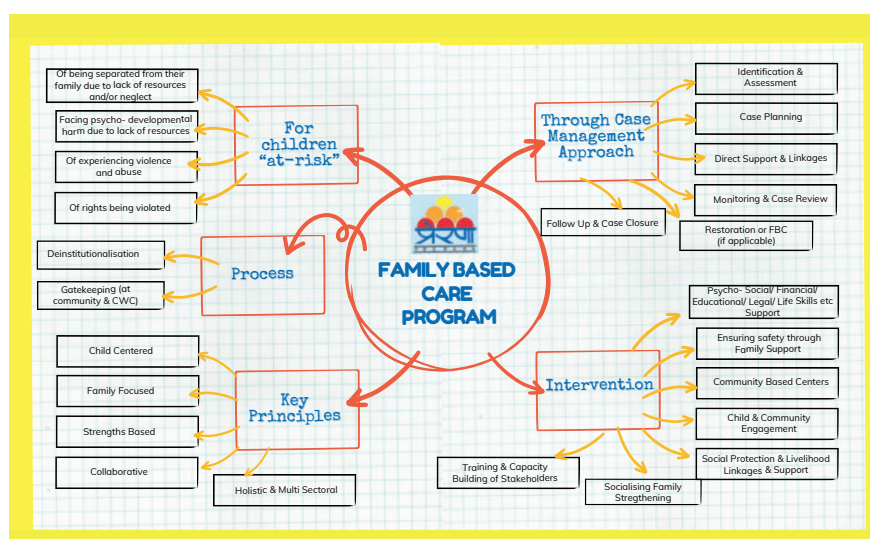 Of being separated from their
family due to lack of resources
and/or neglect
Facing psycho- developmental
harm due to lack of resources
Of experiencing violence
and abuse
Of rights being violated
For
children
“at-risk”
Deinstitutionalisation
Gatekeeping (at
community & CWC)
Process
Child Centered
Family Focused
Strengths Based
Collaborative
Holistic & Multi Sectoral
Key
Principles
प्रेरणा
FAMILY BASED
CARE
PROGRAM
Through Case
Management
Approach
Identification &
Assessment
Case Planning
Direct Support & Linkages
Monitoring & Case Review
Restoration or FBC
(if applicable)
Follow Up & Case Closure
Intervention
Psycho- Social/ Financial/
Educational/ Legal/ Life Skills etc
Support
Ensuring safety through
Family Support
Community Based Centers
Child & Community
Engagement
Social Protection & Livelihood
Linkages & Support
Socialising Family
Stregthening
Training & Capacity
Building of Stakeholders